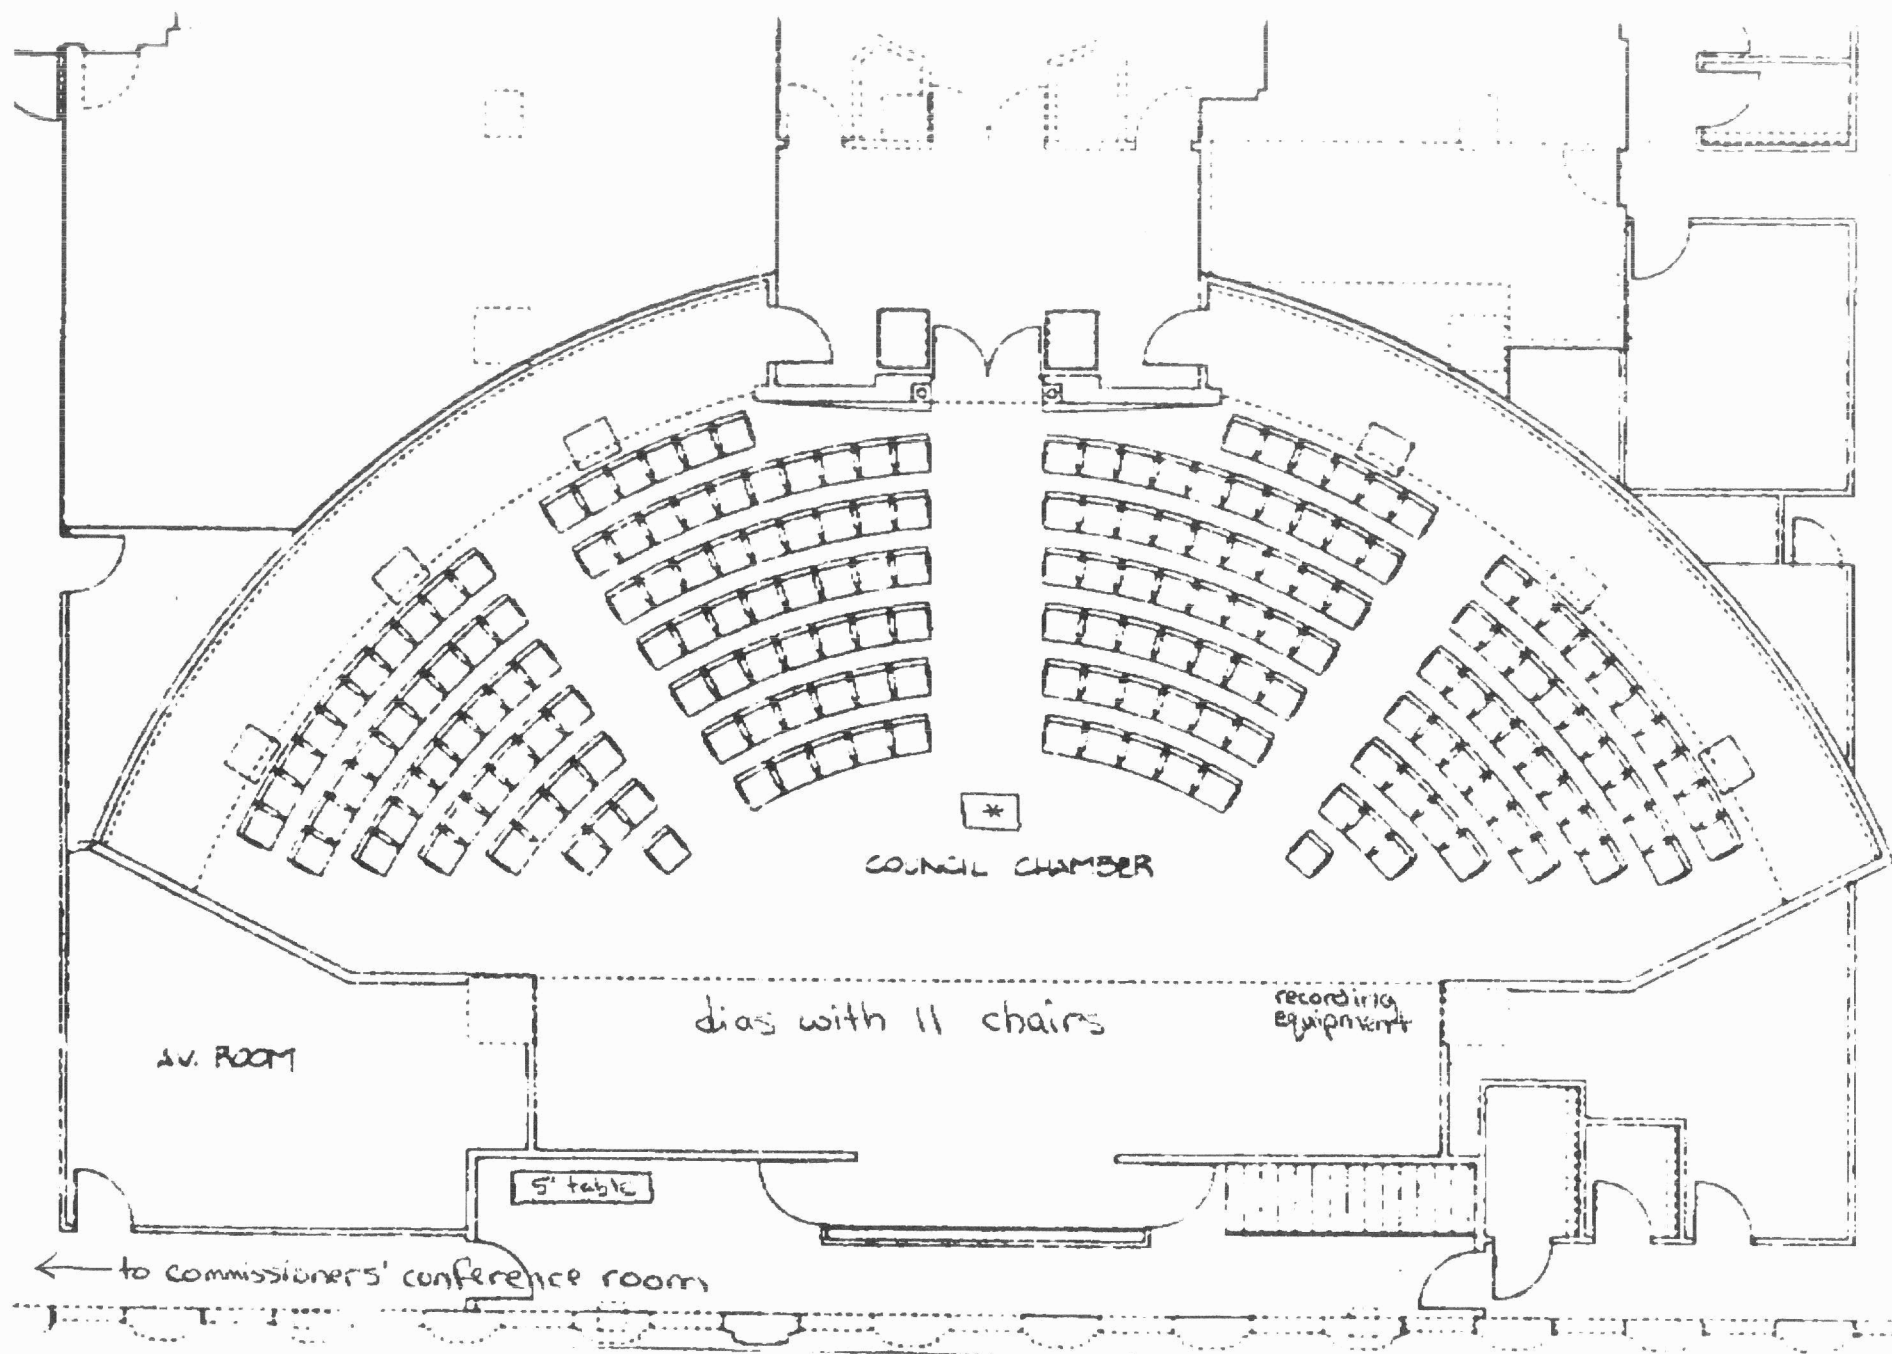 *
COUNCIL CHAMBER
dias with 11 chairs
recording
equipment
A.V. ROOM
5' table
← to commissioners' conference room